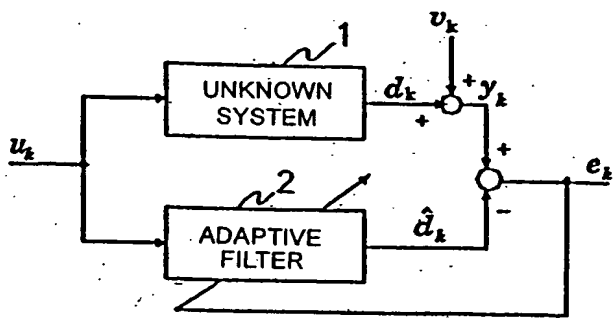 1
v_k
UNKNOWN
SYSTEM
d_k
+
+
y_k
u_k
+
e_k
2
-
ADAPTIVE
FILTER
d̂_k